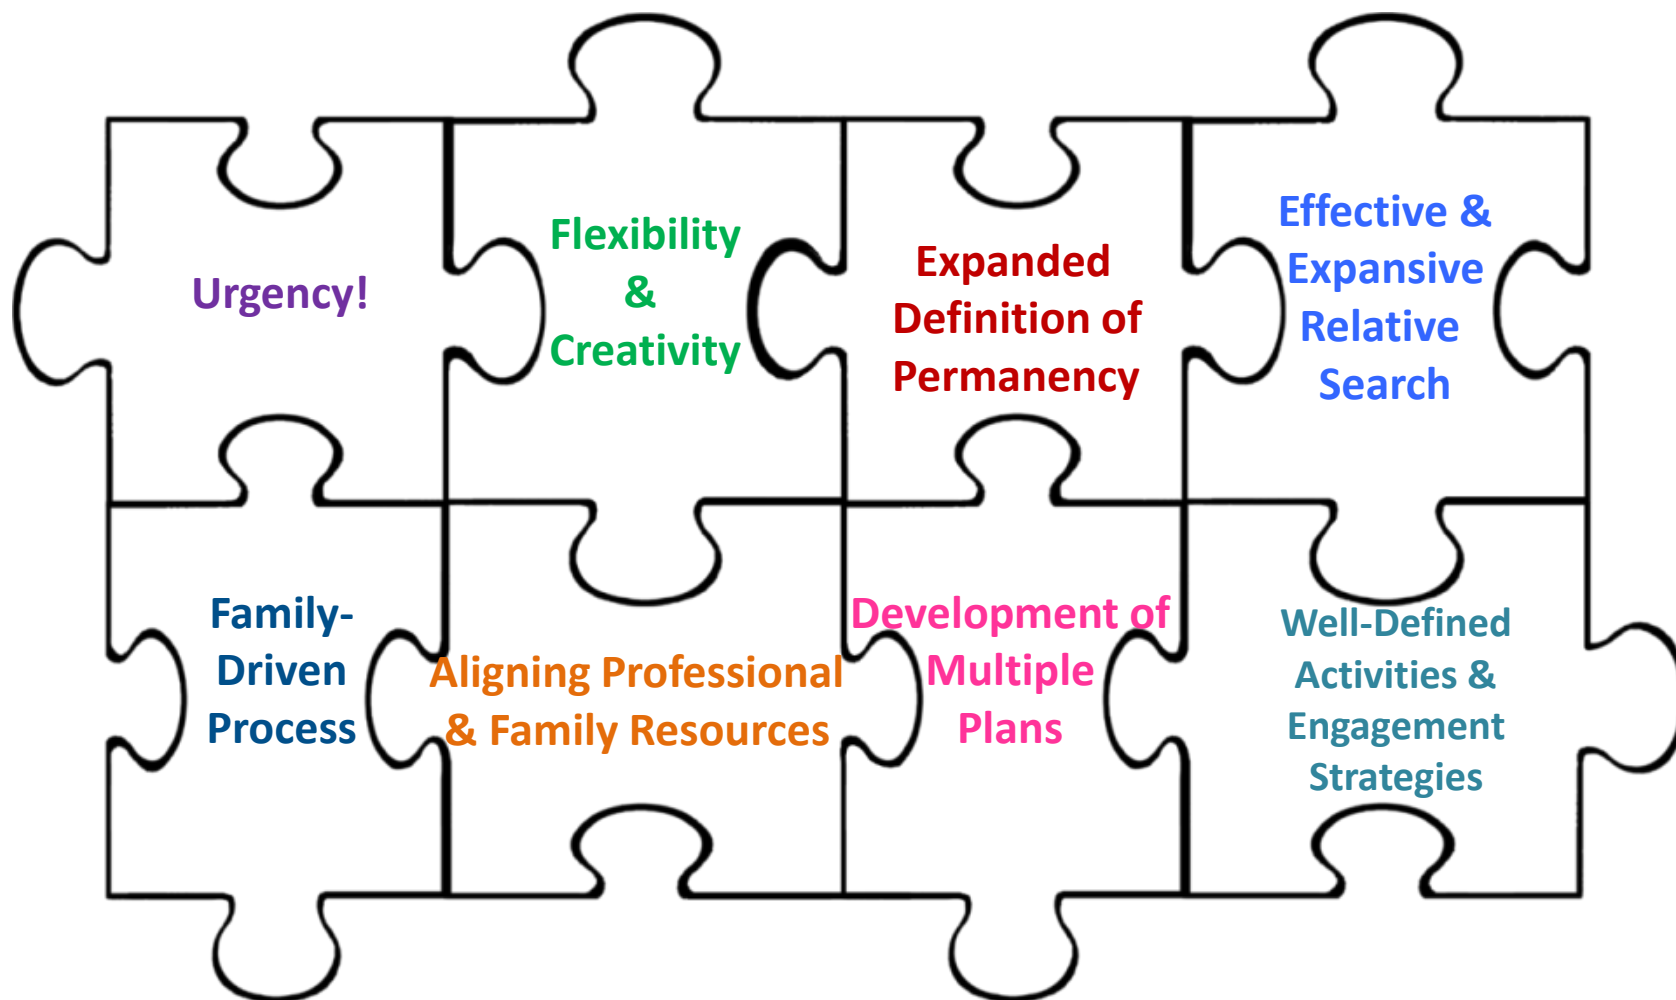 Urgency!
Flexibility
&
Creativity
Expanded
Definition of
Permanency
Effective &
Expansive
Relative
Search
Family-
Driven
Process
Aligning Professional
& Family Resources
Development of
Multiple
Plans
Well-Defined
Activities &
Engagement
Strategies